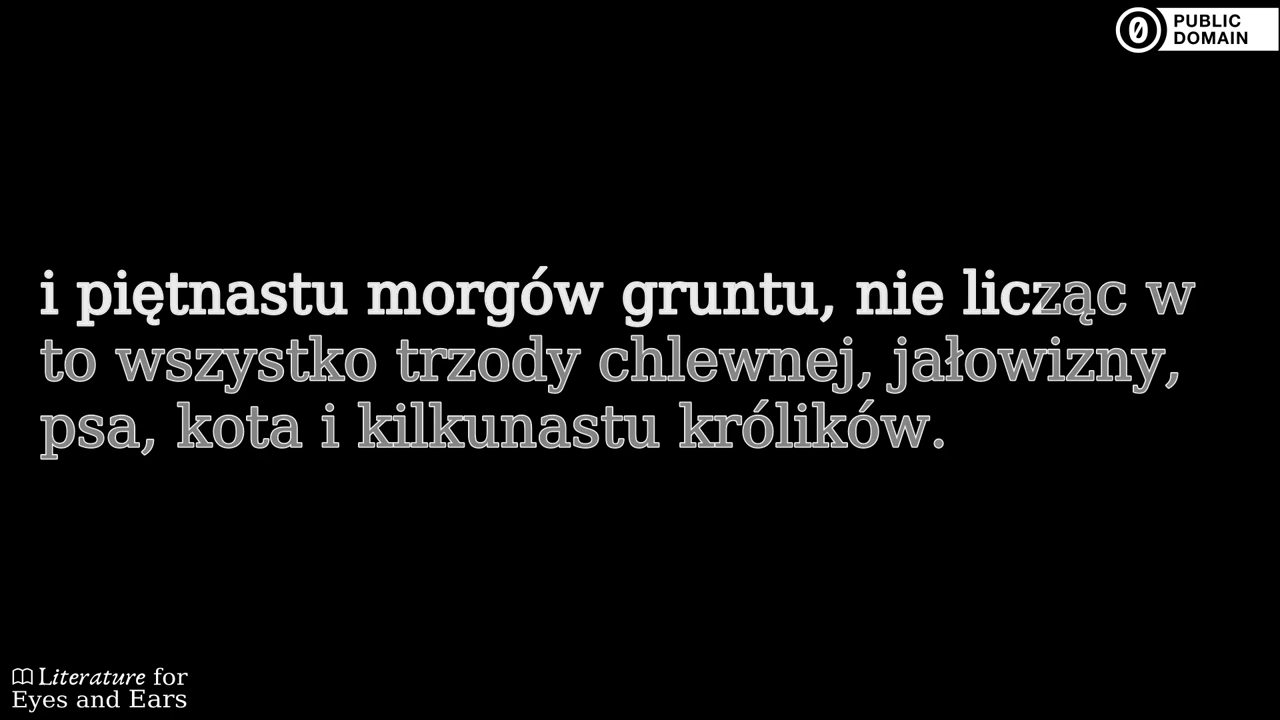 PUBLIC
DOMAIN
i piętnastu morgów gruntu, nie licząc w
to wszystko trzody chlewnej, jałowizny,
psa, kota i kilkunastu królików.
Literature for
Eyes and Ears